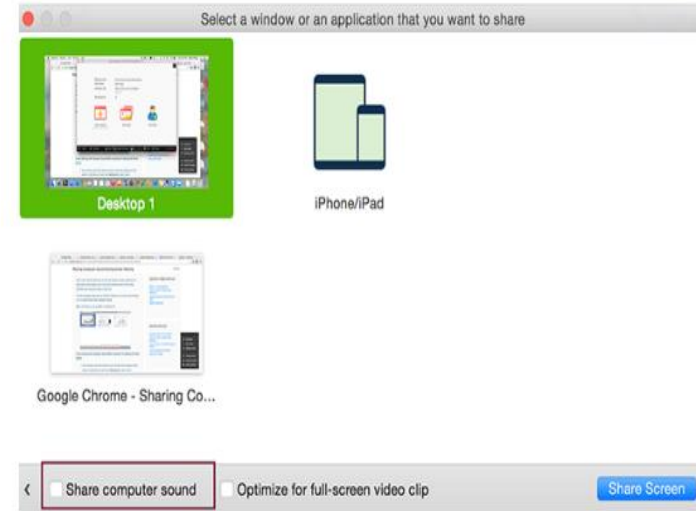 Select a window or an application that you want to share
Desktop 1
iPhone/iPad
Google Chrome - Sharing Co...
Share computer sound
Optimize for full-screen video clip
Share Screen